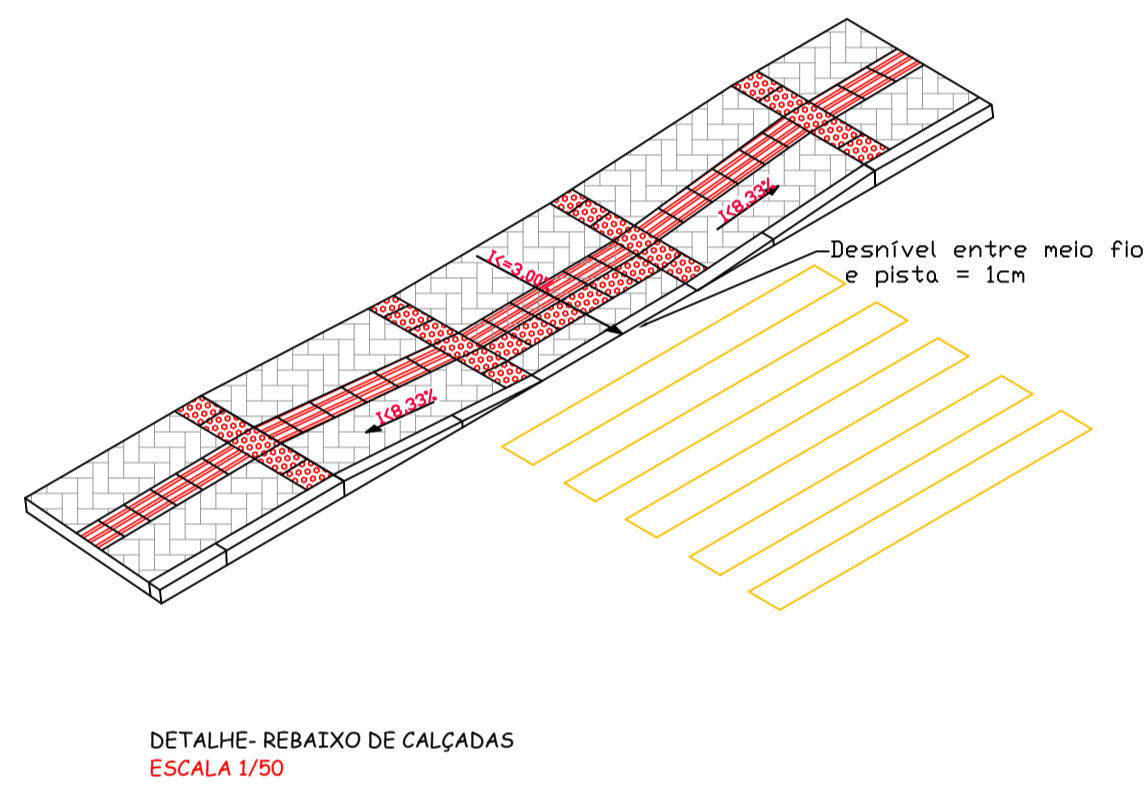 I<8.33%
I<=3.00%
Desnível entre meio fio
e pista = 1cm
I<8.33%
DETALHE- REBAIXO DE CALÇADAS
ESCALA 1/50